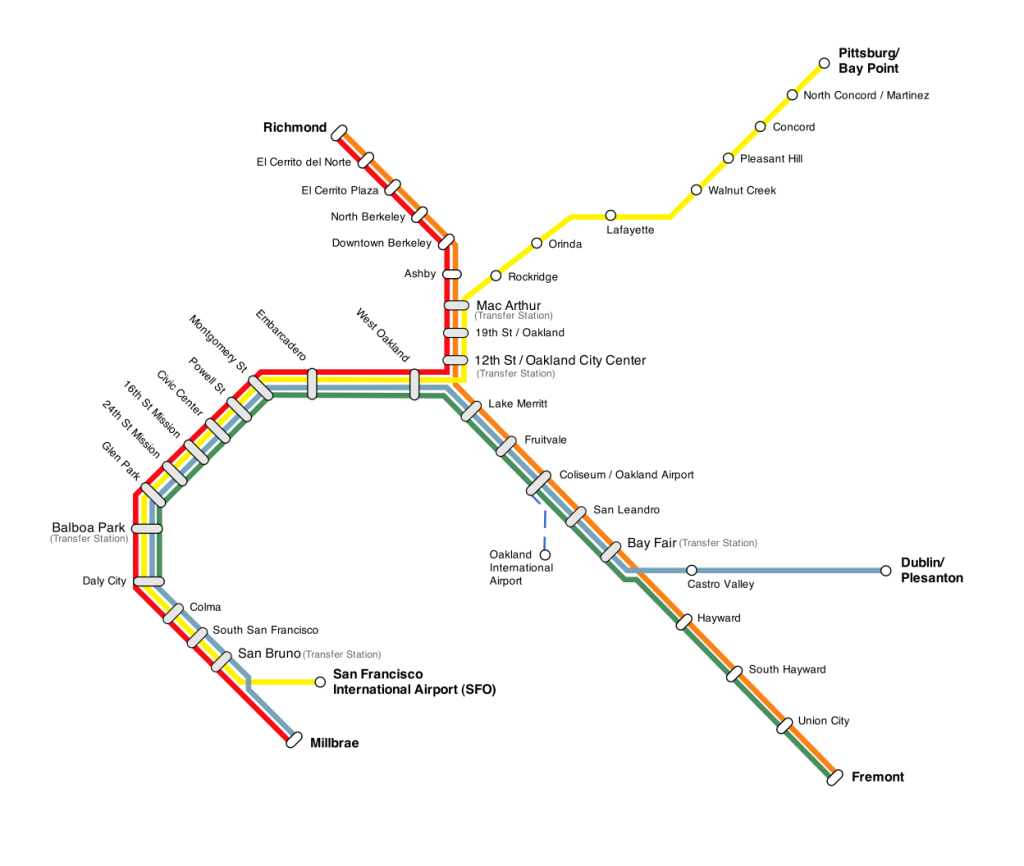 Pittsburg/
Bay Point
North Concord / Martinez
Concord
Pleasant Hill
Walnut Creek
Lafayette
Orinda
Rockridge
Richmond
El Cerrito del Norte
El Cerrito Plaza
North Berkeley
Downtown Berkeley
Ashby
Mac Arthur
(Transfer Station)
19th St / Oakland
12th St / Oakland City Center
(Transfer Station)
West Oakland
Embarcadero
Montgomery St
Powell St
Civic Center
16th St Mission
24th St Mission
Glen Park
Balboa Park
(Transfer Station)
Daly City
Colma
South San Francisco
San Bruno (Transfer Station)
San Francisco
International Airport (SFO)
Millbrae
Lake Merritt
Fruitvale
Coliseum / Oakland Airport
San Leandro
Oakland
International
Airport
Bay Fair (Transfer Station)
Castro Valley
Dublin/
Plesanton
Hayward
South Hayward
Union City
Fremont